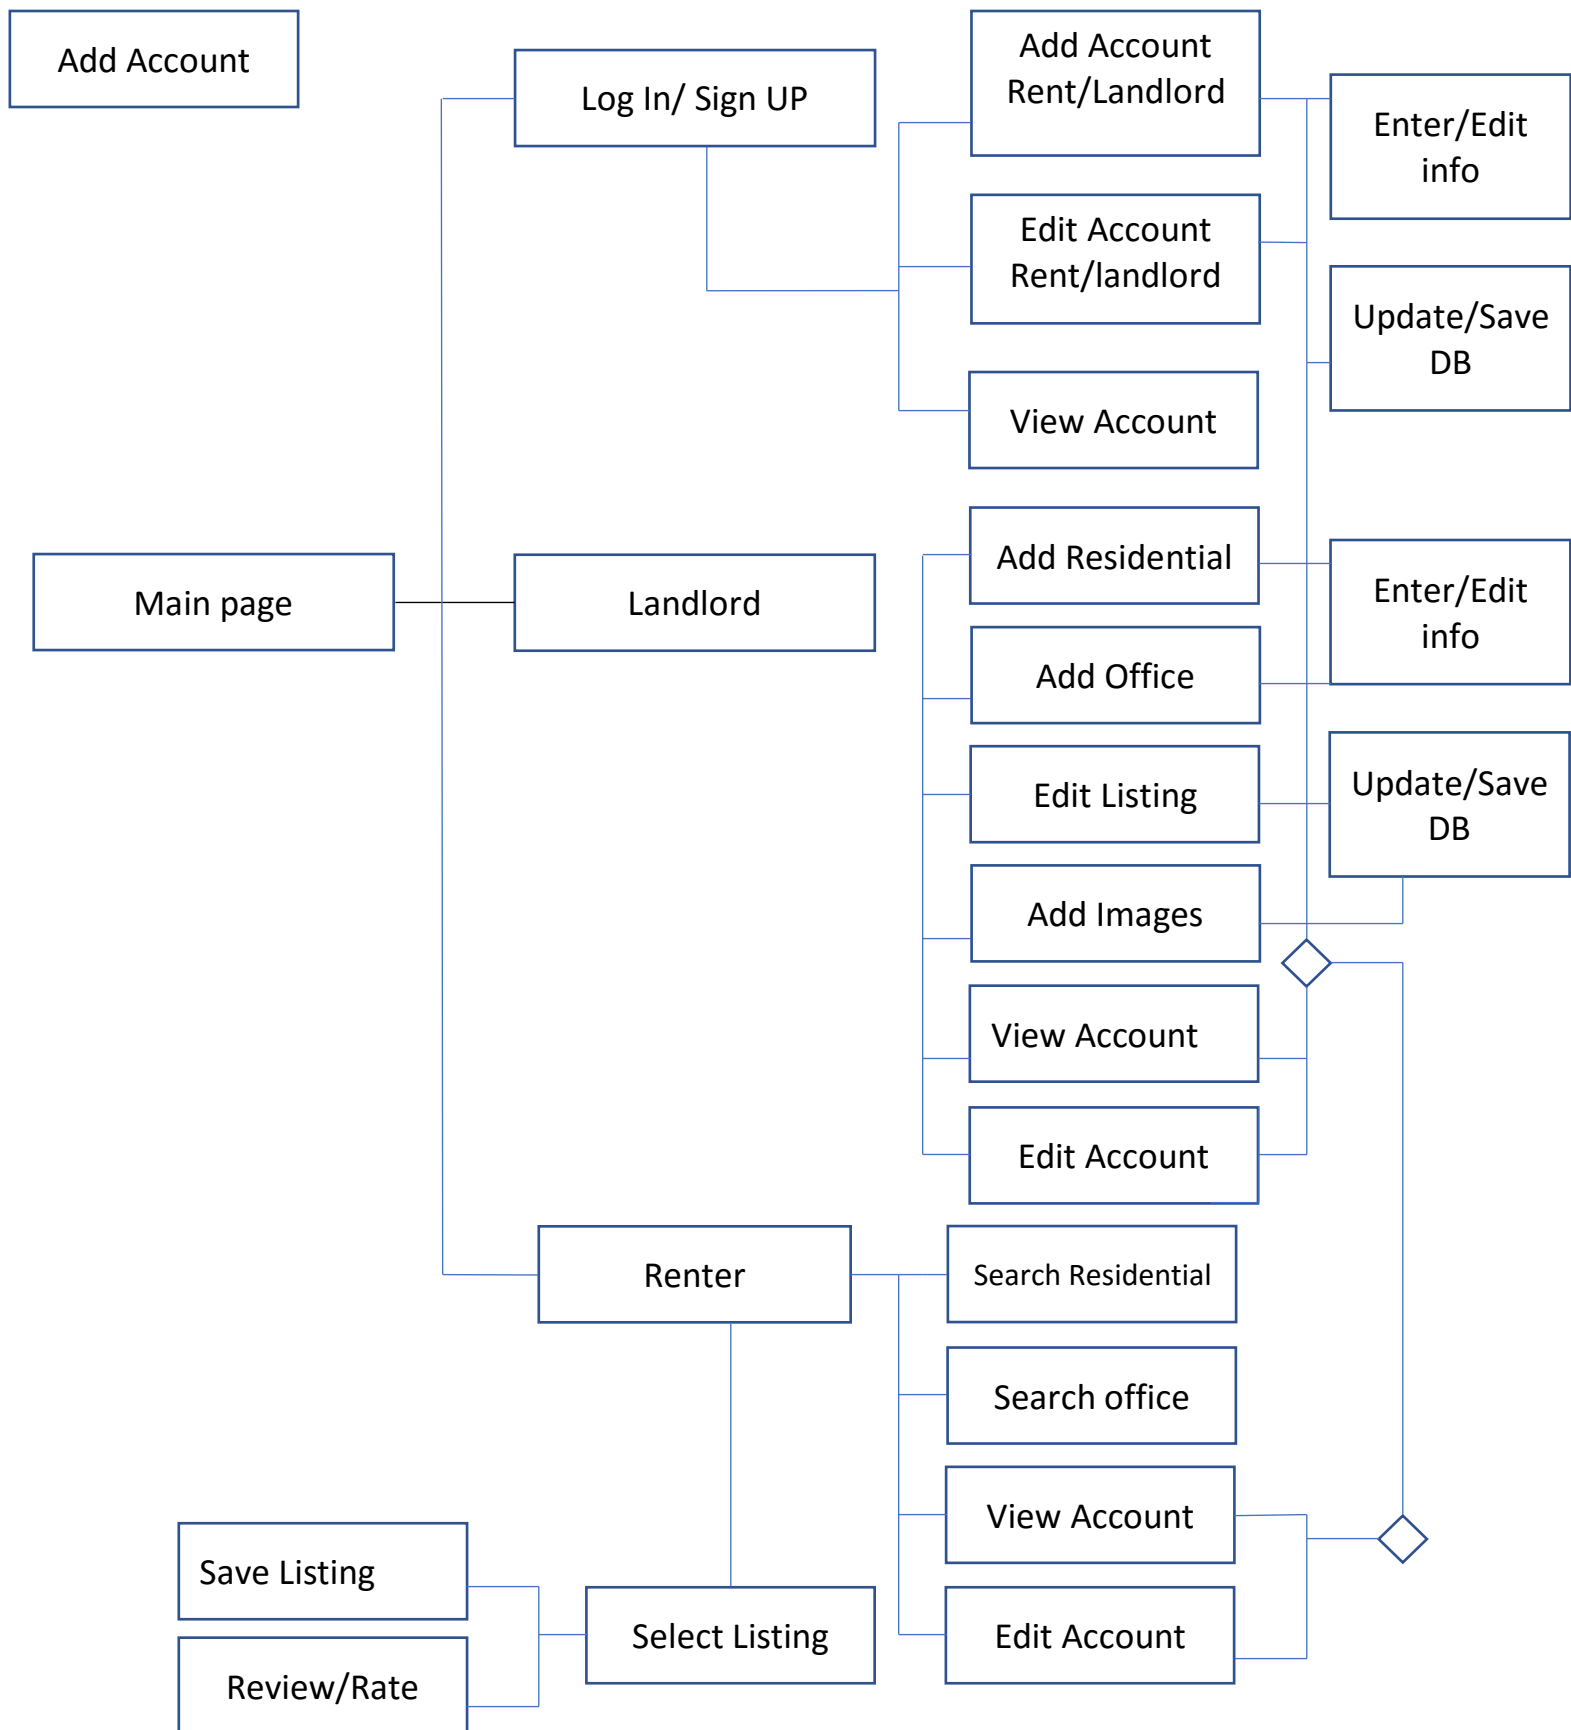 Add Account
Log In/ Sign UP
Add Account
Rent/Landlord
Enter/Edit
info
Edit Account
Rent/landlord
Update/Save
DB
View Account
Main page
Landlord
Add Residential
Enter/Edit
info
Add Office
Edit Listing
Update/Save
DB
Add Images
View Account
Edit Account
Renter
Search Residential
Search office
View Account
Save Listing
Select Listing
Edit Account
Review/Rate